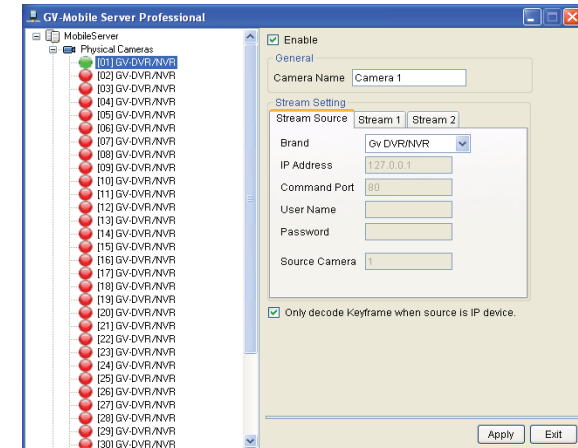 GV-Mobile Server Professional
MobileServer
Physical Cameras
[01] GV-DVR/NVR
[02] GV-DVR/NVR
[03] GV-DVR/NVR
[04] GV-DVR/NVR
[05] GV-DVR/NVR
[06] GV-DVR/NVR
[07] GV-DVR/NVR
[08] GV-DVR/NVR
[09] GV-DVR/NVR
[10] GV-DVR/NVR
[11] GV-DVR/NVR
[12] GV-DVR/NVR
[13] GV-DVR/NVR
[14] GV-DVR/NVR
[15] GV-DVR/NVR
[16] GV-DVR/NVR
[17] GV-DVR/NVR
[18] GV-DVR/NVR
[19] GV-DVR/NVR
[20] GV-DVR/NVR
[21] GV-DVR/NVR
[22] GV-DVR/NVR
[23] GV-DVR/NVR
[24] GV-DVR/NVR
[25] GV-DVR/NVR
[26] GV-DVR/NVR
[27] GV-DVR/NVR
[28] GV-DVR/NVR
[29] GV-DVR/NVR
[30] GV-DVR/NVR
Enable
General
Camera Name Camera 1
Stream Setting
Stream Source Stream 1 Stream 2
Brand Gv DVR/NVR
IP Address 127.0.0.1
Command Port 80
User Name
Password
Source Camera 1
Only decode Keyframe when source is IP device.
Apply Exit